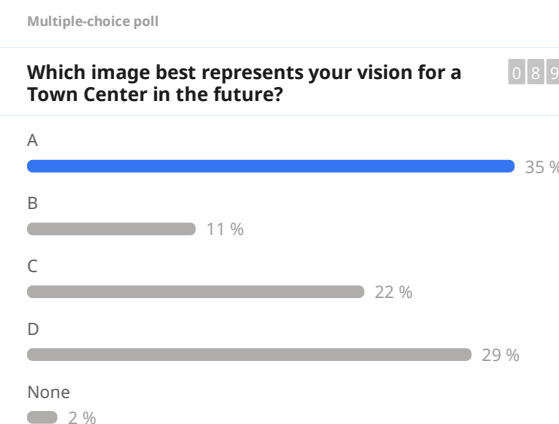 Multiple-choice poll
Which image best represents your vision for a
Town Center in the future?
0 8 9
A
35 %
B
11 %
C
22 %
D
29 %
None
2 %